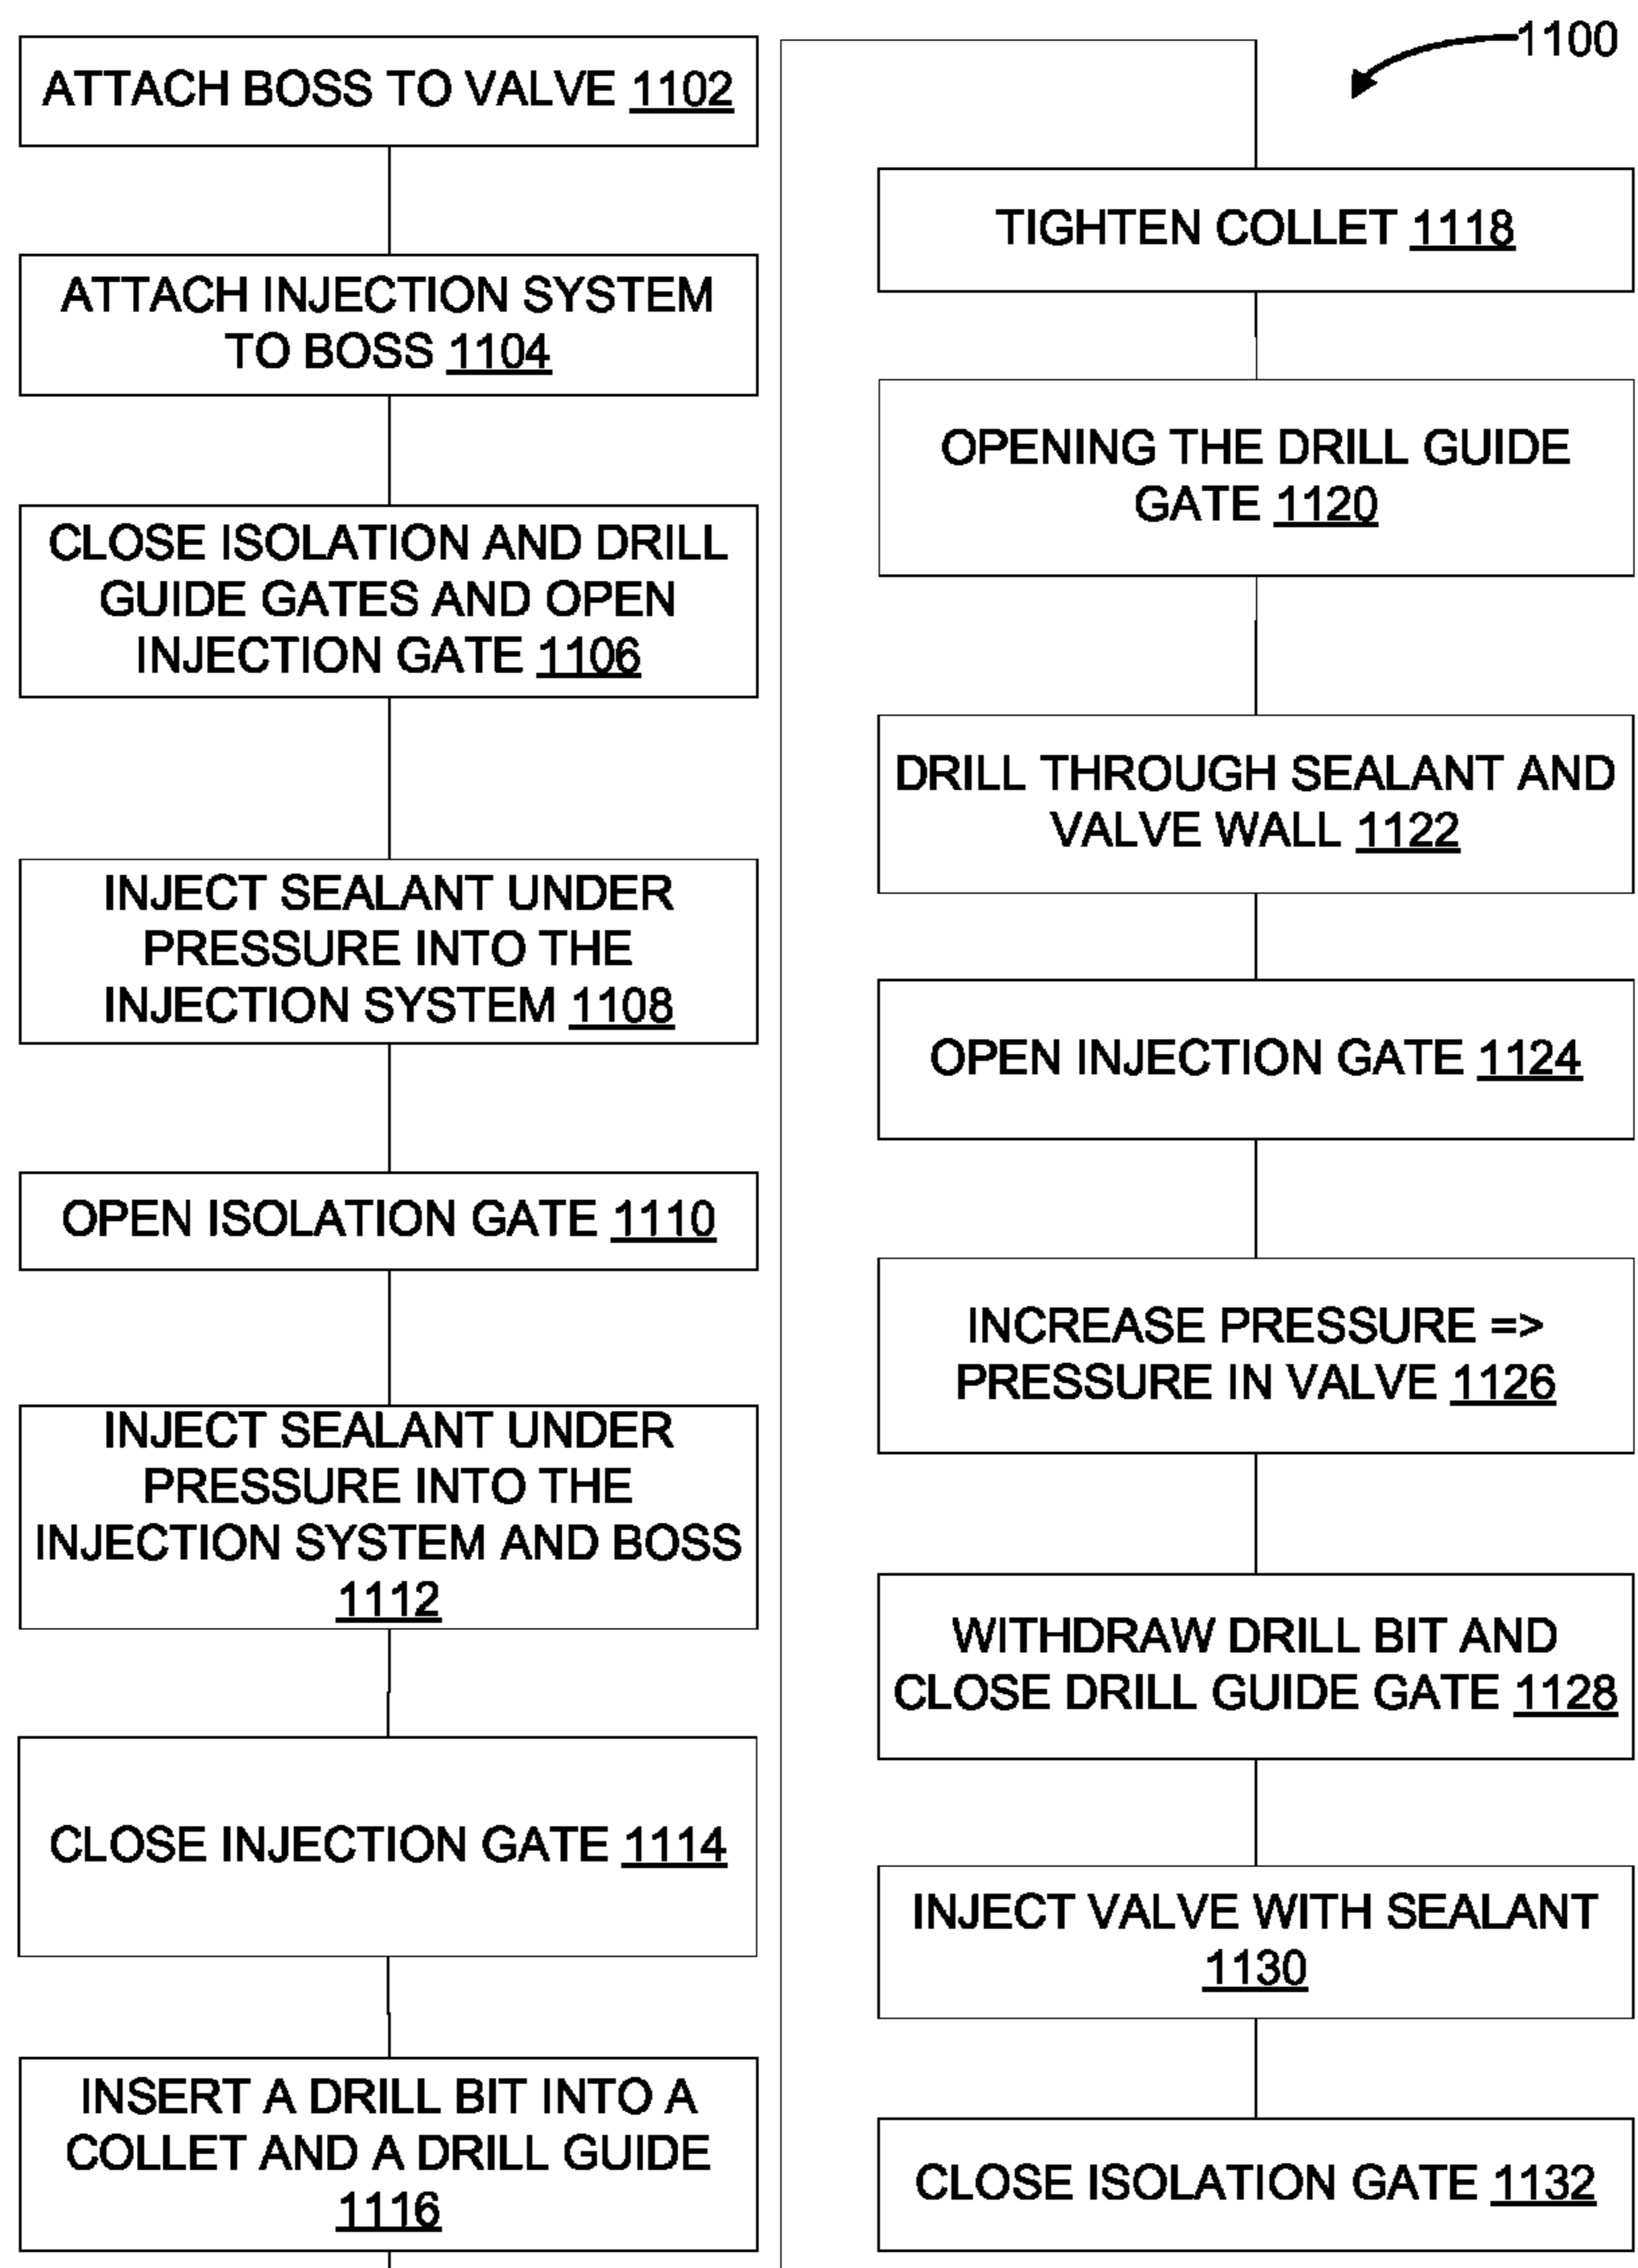 ATTACH BOSS TO VALVE 1102
ATTACH INJECTION SYSTEM
TO BOSS 1104
CLOSE ISOLATION AND DRILL
GUIDE GATES AND OPEN
INJECTION GATE 1106
INJECT SEALANT UNDER
PRESSURE INTO THE
INJECTION SYSTEM 1108
OPEN ISOLATION GATE 1110
INJECT SEALANT UNDER
PRESSURE INTO THE
INJECTION SYSTEM AND BOSS
1112
CLOSE INJECTION GATE 1114
INSERT A DRILL BIT INTO A
COLLET AND A DRILL GUIDE
1116
1100
TIGHTEN COLLET 1118
OPENING THE DRILL GUIDE
GATE 1120
DRILL THROUGH SEALANT AND
VALVE WALL 1122
OPEN INJECTION GATE 1124
INCREASE PRESSURE =>
PRESSURE IN VALVE 1126
WITHDRAW DRILL BIT AND
CLOSE DRILL GUIDE GATE 1128
INJECT VALVE WITH SEALANT
1130
CLOSE ISOLATION GATE 1132